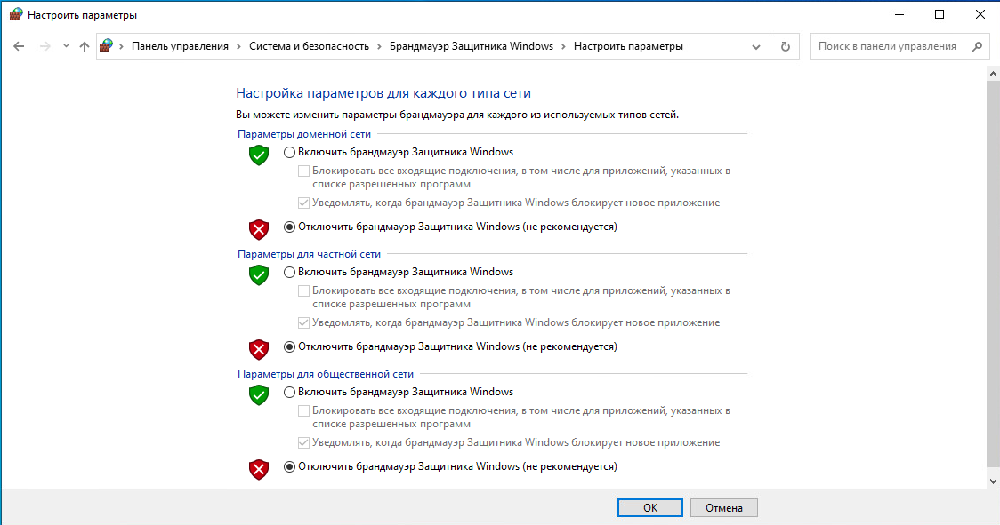 Настроить параметры
Панель управления > Система и безопасность > Брандмауэр Защитника Windows > Настроить параметры
Поиск в панели управления
Настройка параметров для каждого типа сети
Вы можете изменить параметры брандмауэра для каждого из используемых типов сетей.
Параметры доменной сети
Включить брандмауэр Защитника Windows
Блокировать все входящие подключения, в том числе для приложений, указанных в
списке разрешенных программ
Уведомлять, когда брандмауэр Защитника Windows блокирует новое приложение
Отключить брандмауэр Защитника Windows (не рекомендуется)
Параметры для частной сети
Включить брандмауэр Защитника Windows
Блокировать все входящие подключения, в том числе для приложений, указанных в
списке разрешенных программ
Уведомлять, когда брандмауэр Защитника Windows блокирует новое приложение
Отключить брандмауэр Защитника Windows (не рекомендуется)
Параметры для общественной сети
Включить брандмауэр Защитника Windows
Блокировать все входящие подключения, в том числе для приложений, указанных в
списке разрешенных программ
Уведомлять, когда брандмауэр Защитника Windows блокирует новое приложение
Отключить брандмауэр Защитника Windows (не рекомендуется)
ОК
Отмена